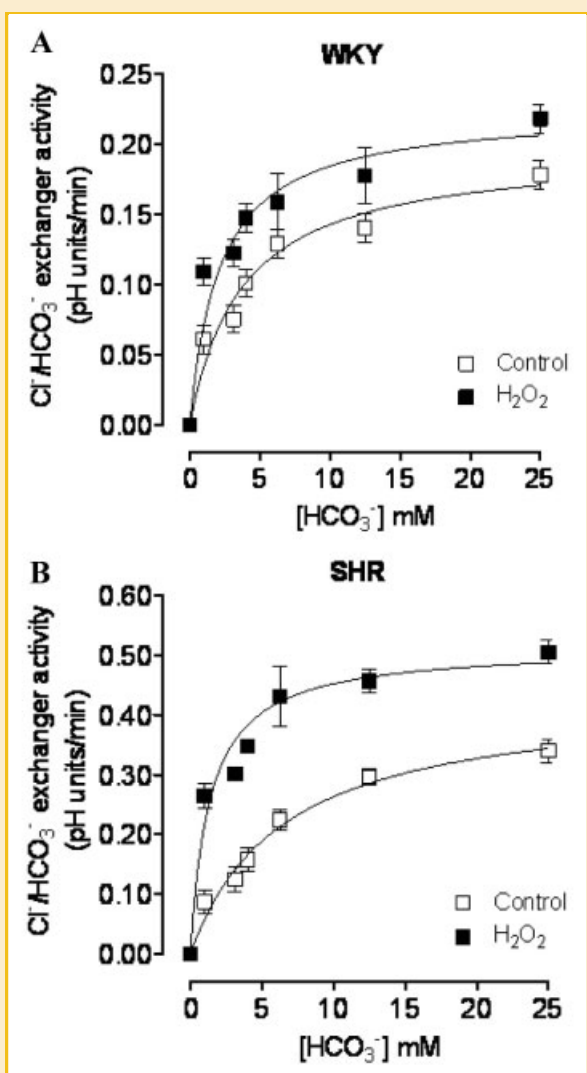 A
WKY
Cl⁻/HCO₃⁻ exchanger activity
(pH units/min)
0.25
0.20
0.15
0.10
0.05
0.00
Control
H₂O₂
0 5 10 15 20 25
[HCO₃⁻] mM
B
SHR
Cl⁻/HCO₃⁻ exchanger activity
(pH units/min)
0.60
0.50
0.40
0.30
0.20
0.10
0.00
Control
H₂O₂
0 5 10 15 20 25
[HCO₃⁻] mM